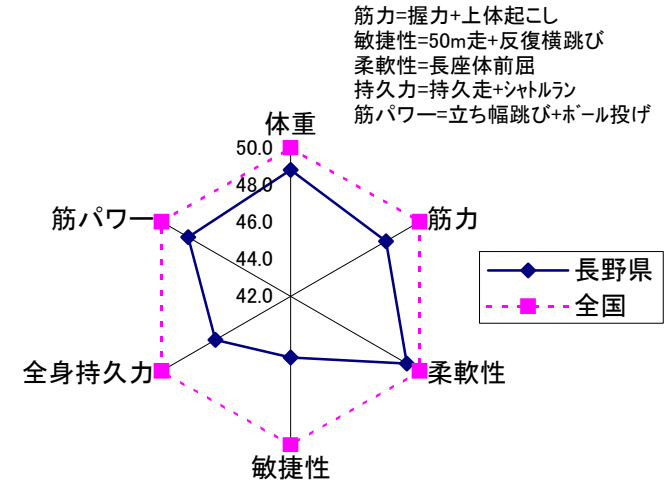 筋力=握力+上体起こし
敏捷性=50m走+反復横跳び
柔軟性=長座体前屈
持久力=持久走+ｼｬﾄﾙﾗﾝ
筋パワー=立ち幅跳び+ﾎﾞｰﾙ投げ
体重
50.0
48.0
46.0
44.0
42.0
筋パワー
筋力
長野県
全国
全身持久力
柔軟性
敏捷性